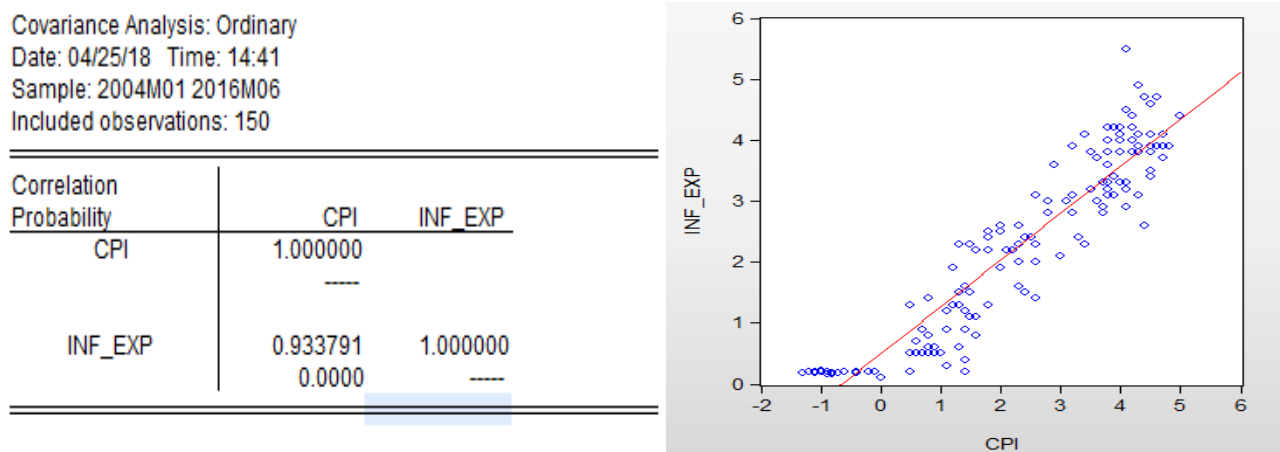 Covariance Analysis: Ordinary
Date: 04/25/18 Time: 14:41
Sample: 2004M01 2016M06
Included observations: 150
Correlation
Probability CPI INF_EXP
CPI 1.000000
-----
INF_EXP 0.933791 1.000000
0.0000 -----
6
5
4
3
2
1
0
INF_EXP
-2 -1 0 1 2 3 4 5 6
CPI